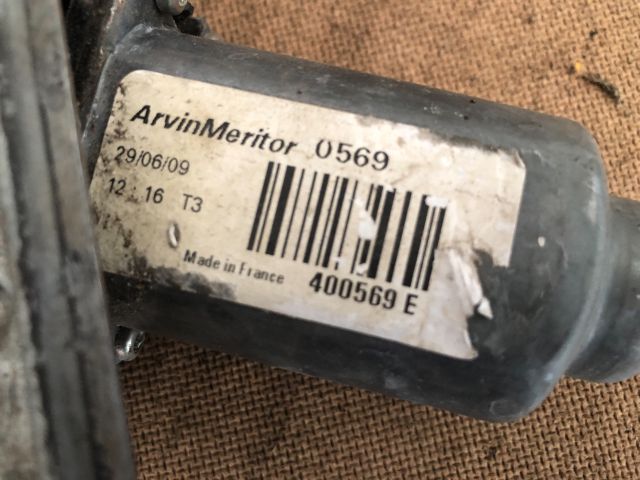 ArvinMeritor 0569
29/06/09
12:16 T3
Made in France
400569 E